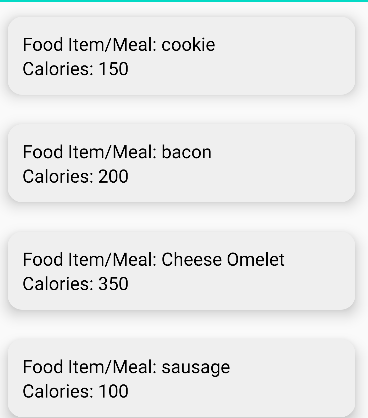 Food Item/Meal: cookie
Calories: 150
Food Item/Meal: bacon
Calories: 200
Food Item/Meal: Cheese Omelet
Calories: 350
Food Item/Meal: sausage
Calories: 100